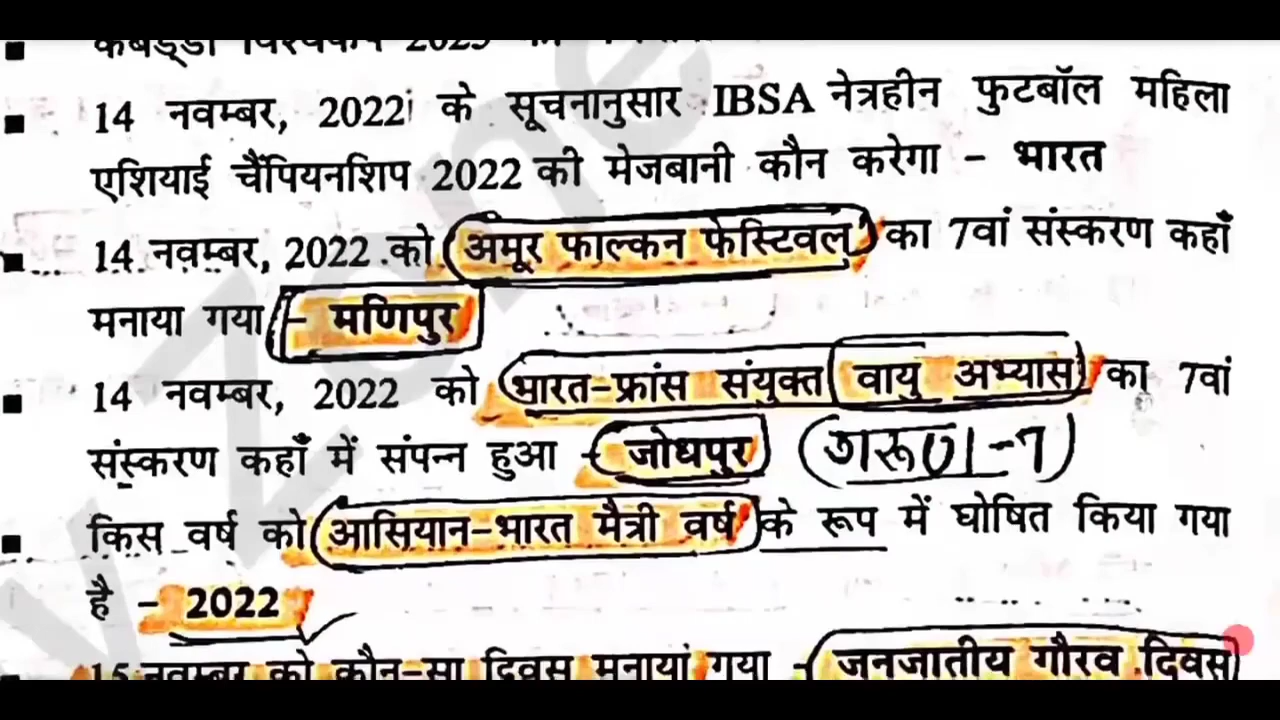 14 नवम्बर, 2022 के सूचनानुसार IBSA नेत्रहीन फुटबॉल महिला
एशियाई चैंपियनशिप 2022 की मेजबानी कौन करेगा - भारत
14 नवम्बर, 2022 को अमूर फाल्कन फेस्टिवल का 7वां संस्करण कहाँ
मनाया गया - मणिपुर
14 नवम्बर, 2022 को भारत-फ्रांस संयुक्त वायु अभ्यास का 7वां
संस्करण कहाँ में संपन्न हुआ - जोधपुर (गरूण-7)
किस वर्ष को आसियान-भारत मैत्री वर्ष के रूप में घोषित किया गया
है - 2022
15 नवम्बर को कौन-सा दिवस मनाया गया - जनजातीय गौरव दिवस